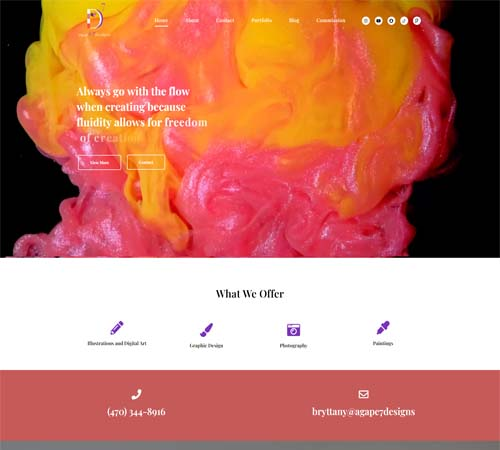 Home About Contact Portfolio Blog Commission
Always go with the flow
when creating because
fluidity allows for freedom
of creation
View More Contact
What We Offer
Illustrations and Digital Art Graphic Design Photography Paintings
(470) 344-8916 bryttany@agape7designs